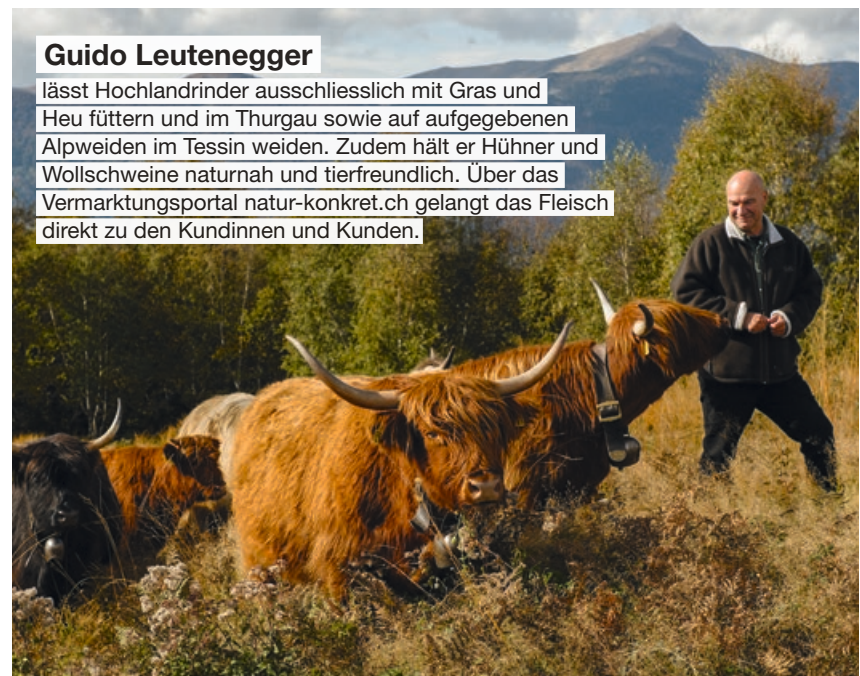 Guido Leutenegger
lässt Hochlandrinder ausschliesslich mit Gras und
Heu füttern und im Thurgau sowie auf aufgegebenen
Alpweiden im Tessin weiden. Zudem hält er Hühner und
Wollschweine naturnah und tierfreundlich. Über das
Vermarktungsportal natur-konkret.ch gelangt das Fleisch
direkt zu den Kundinnen und Kunden.